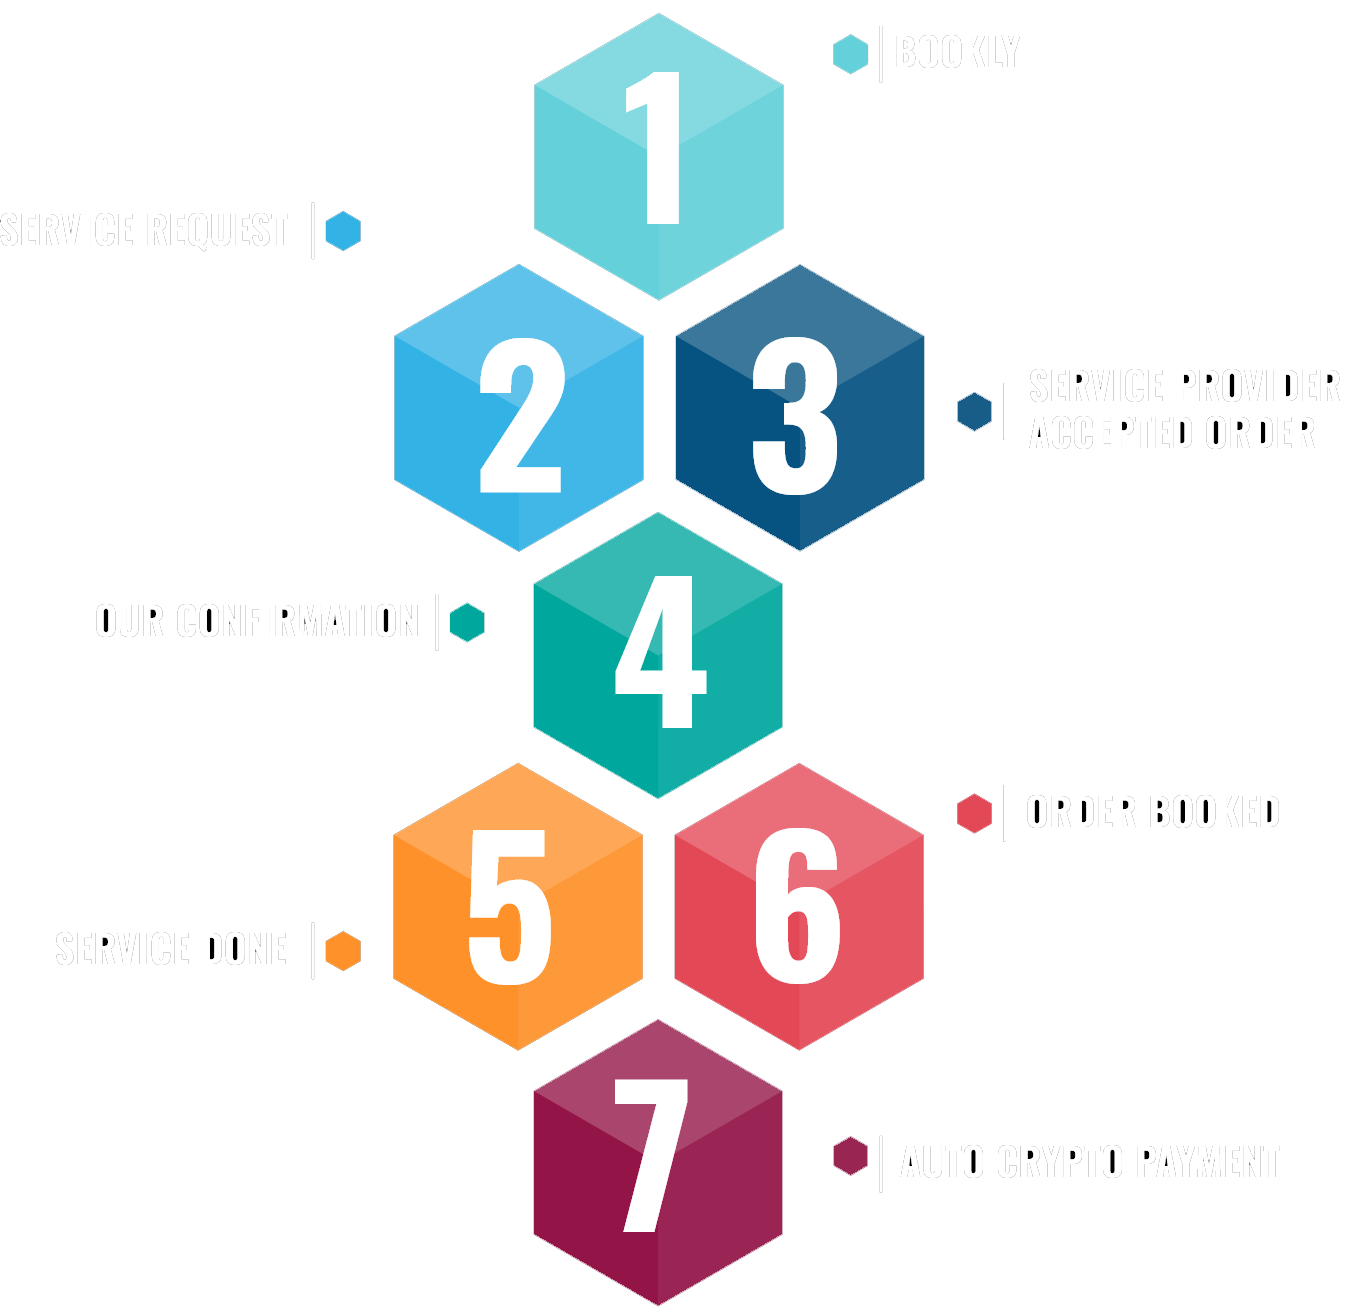 1
BOOKLY
SERVICE REQUEST
2
3
SERVICE PROVIDER
ACCEPTED ORDER
4
OUR CONFIRMATION
5
6
ORDER BOOKED
SERVICE DONE
7
AUTO CRYPTO PAYMENT